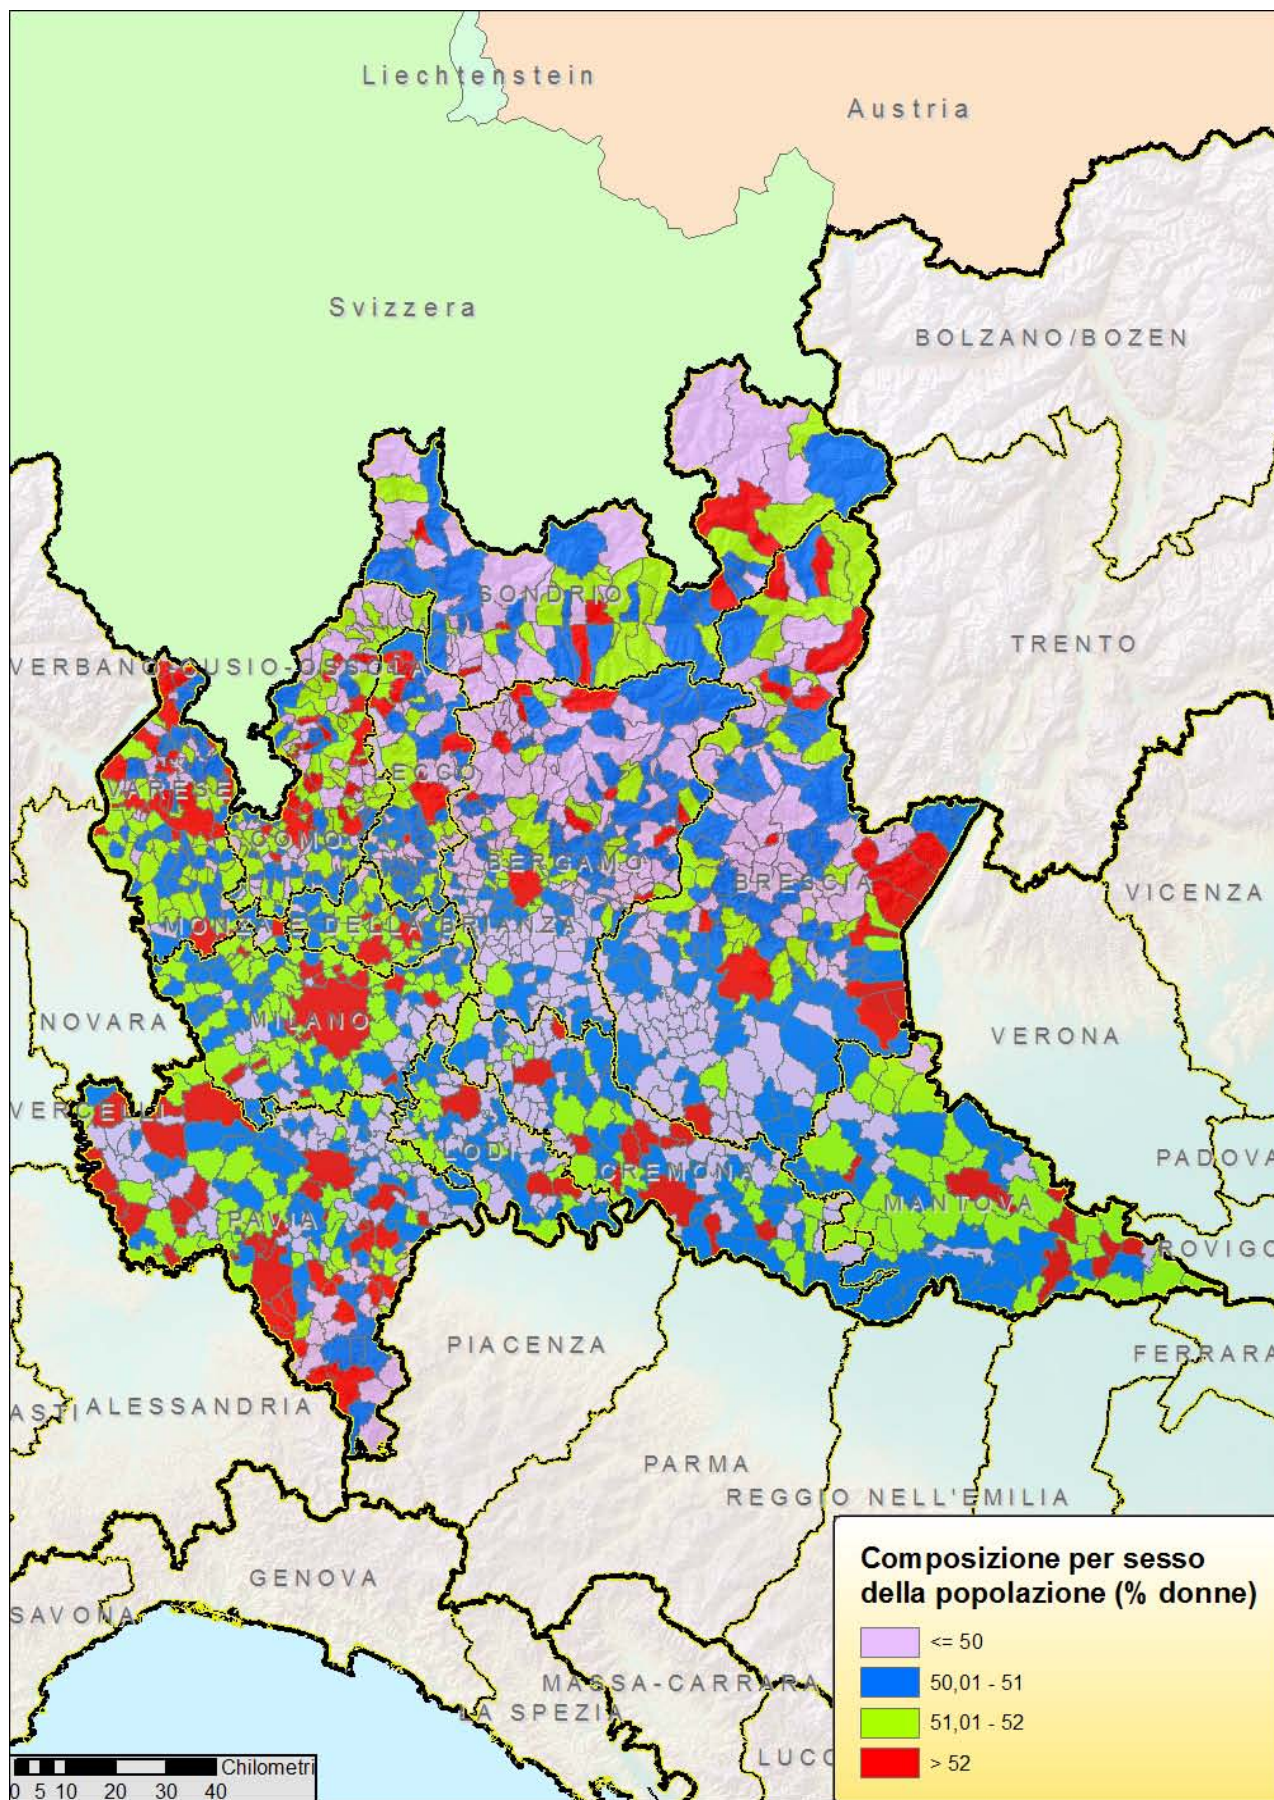 Liechtenstein
Austria
Svizzera
BOLZANO/BOZEN
SONDRIO
TRENTO
VERBANO-CUSIO-OSSOLA
LECCO
VARESE
COMO
BERGAMO
BRESCIA
VICENZA
MONZA E DELLA BRIANZA
NOVARA
MILANO
VERONA
VERCELLI
LODI
CREMONA
PADOVA
PAVIA
MANTOVA
ROVIGO
PIACENZA
FERRARA
ASTI
ALESSANDRIA
PARMA
REGGIO NELL'EMILIA
GENOVA
SAVONA
MASSA-CARRARA
LA SPEZIA
LUCC
Composizione per sesso
della popolazione (% donne)
<= 50
50,01 - 51
51,01 - 52
> 52
Chilometri
0 5 10 20 30 40